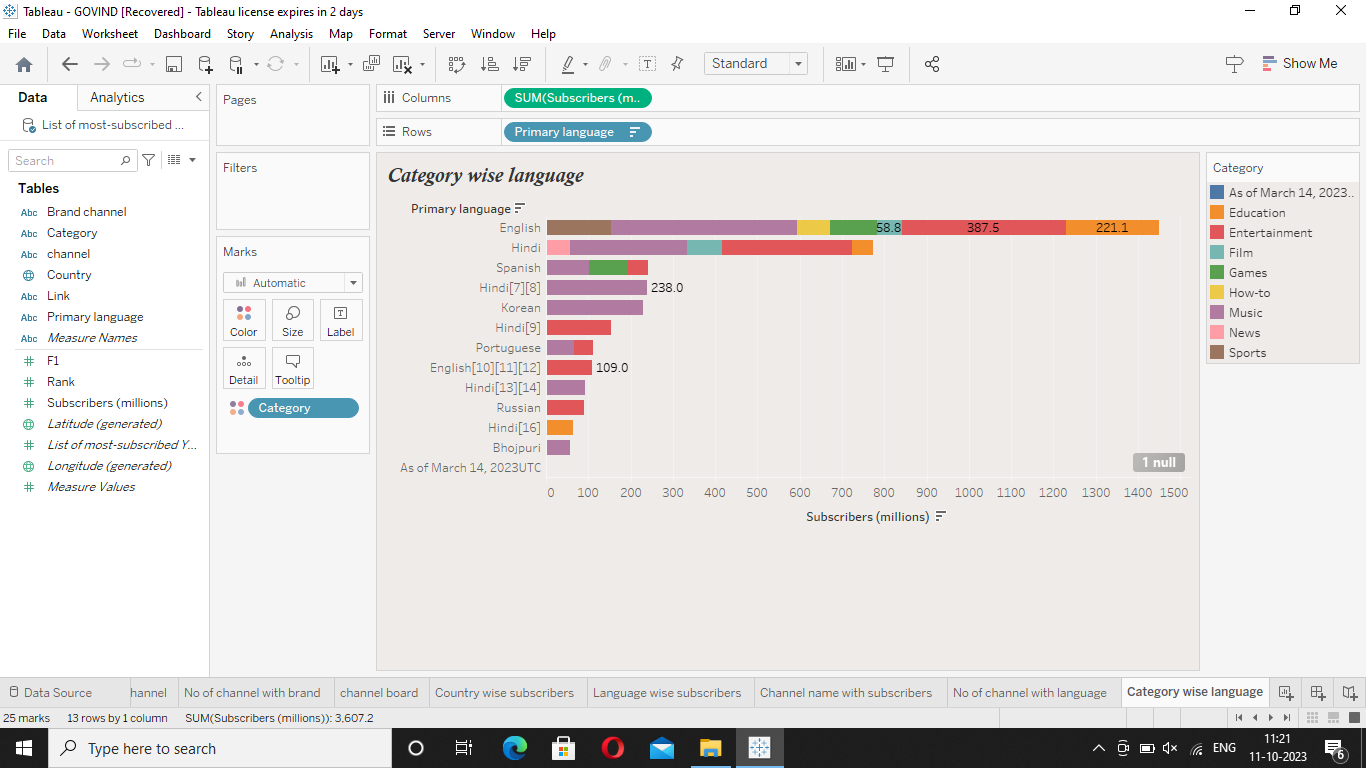 Tableau - GOVIND [Recovered] - Tableau license expires in 2 days
File Data Worksheet Dashboard Story Analysis Map Format Server Window Help
Standard
Show Me
Data Analytics
List of most-subscribed ...
Search
Tables
Abc Brand channel
Abc Category
Abc channel
Country
Abc Link
Abc Primary language
Abc Measure Names
F1
Rank
Subscribers (millions)
Latitude (generated)
List of most-subscribed Y...
Longitude (generated)
Measure Values
Pages
Filters
Marks
Automatic
Color Size Label
Detail Tooltip
Category
Columns SUM(Subscribers (m..
Rows Primary language
Category wise language
Primary language
English 58.8 387.5 221.1
Hindi
Spanish
Hindi[7][8] 238.0
Korean
Hindi[9]
Portuguese
English[10][11][12] 109.0
Hindi[13][14]
Russian
Hindi[16]
Bhojpuri
As of March 14, 2023UTC
1 null
0 100 200 300 400 500 600 700 800 900 1000 1100 1200 1300 1400 1500
Subscribers (millions)
Category
As of March 14, 2023..
Education
Entertainment
Film
Games
How-to
Music
News
Sports
Data Source hannel No of channel with brand channel board Country wise subscribers Language wise subscribers Channel name with subscribers No of channel with language Category wise language
25 marks 13 rows by 1 column SUM(Subscribers (millions)): 3,607.2
Type here to search
ENG
11:21
11-10-2023
6